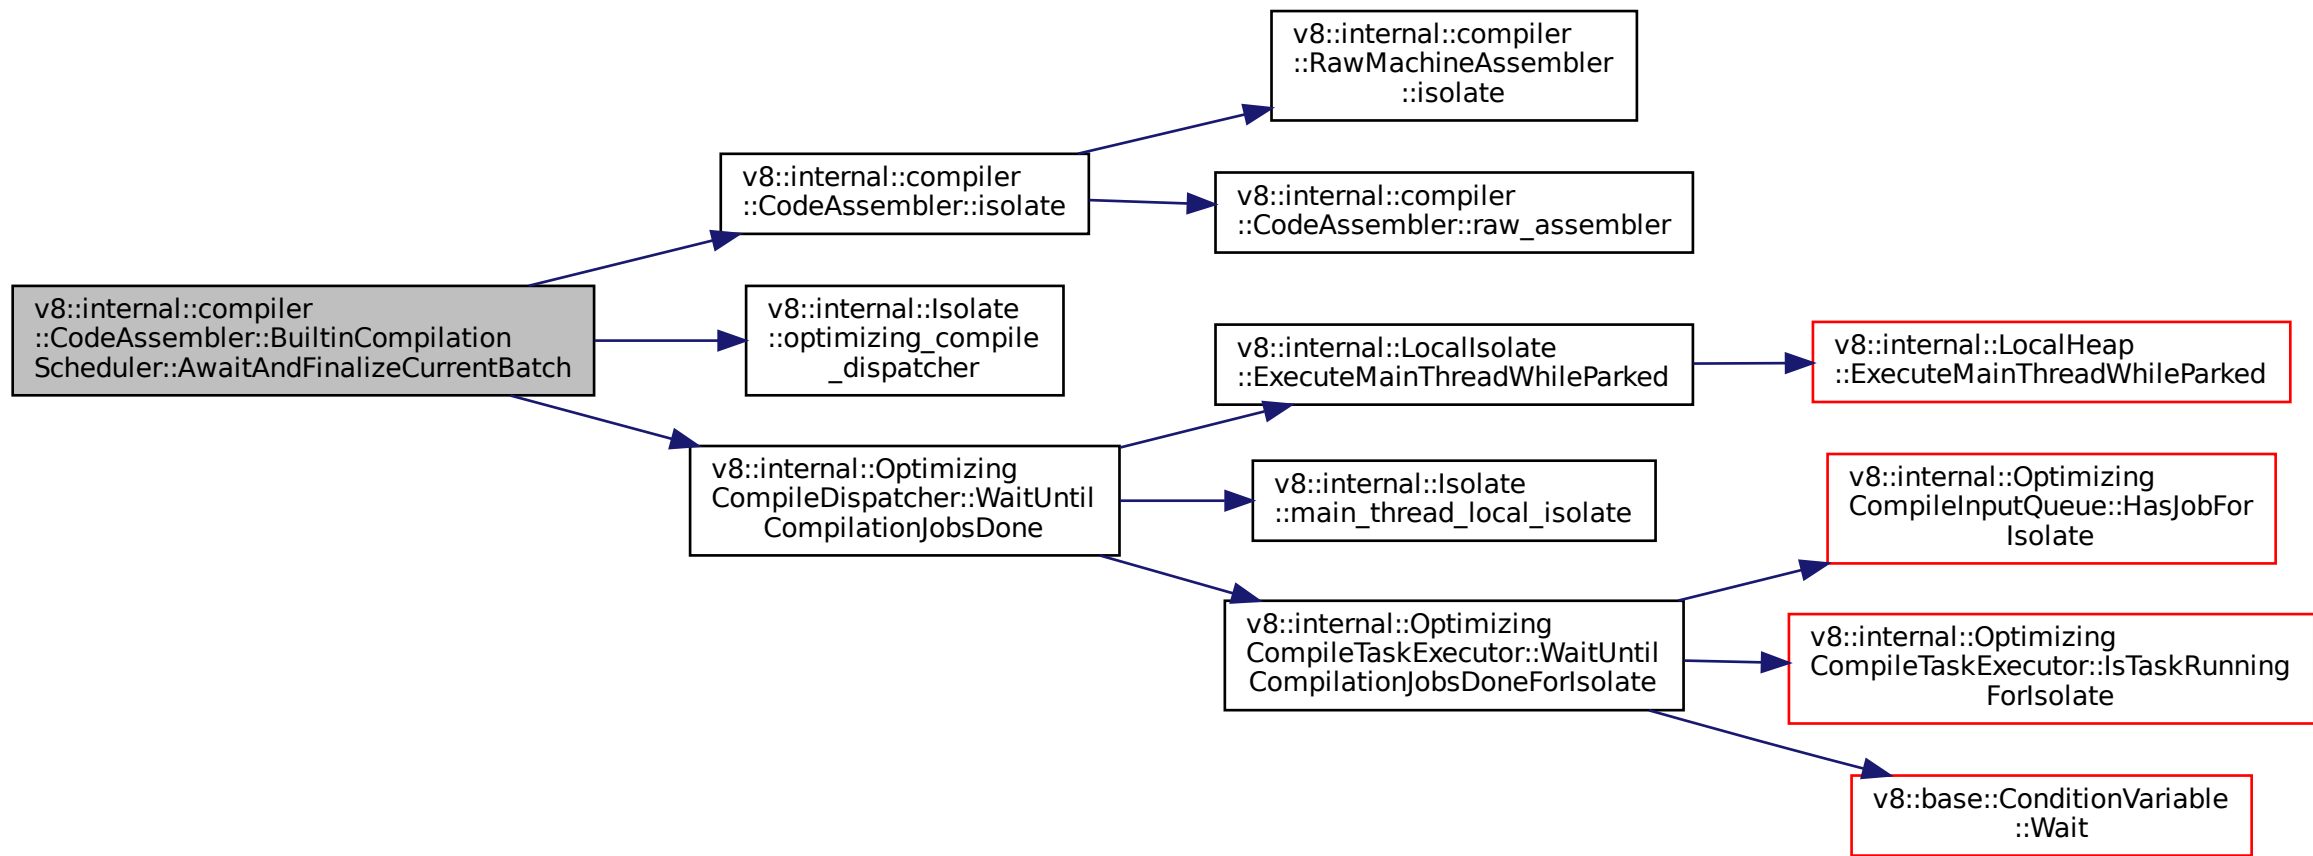 v8::internal::compiler
::CodeAssembler::BuiltinCompilation
Scheduler::AwaitAndFinalizeCurrentBatch
v8::internal::compiler
::CodeAssembler::isolate
v8::internal::compiler
::RawMachineAssembler
::isolate
v8::internal::compiler
::CodeAssembler::raw_assembler
v8::internal::Isolate
::optimizing_compile
_dispatcher
v8::internal::Optimizing
CompileDispatcher::WaitUntil
CompilationJobsDone
v8::internal::LocalIsolate
::ExecuteMainThreadWhileParked
v8::internal::LocalHeap
::ExecuteMainThreadWhileParked
v8::internal::Isolate
::main_thread_local_isolate
v8::internal::Optimizing
CompileTaskExecutor::WaitUntil
CompilationJobsDoneForIsolate
v8::internal::Optimizing
CompileInputQueue::HasJobFor
Isolate
v8::internal::Optimizing
CompileTaskExecutor::IsTaskRunning
ForIsolate
v8::base::ConditionVariable
::Wait